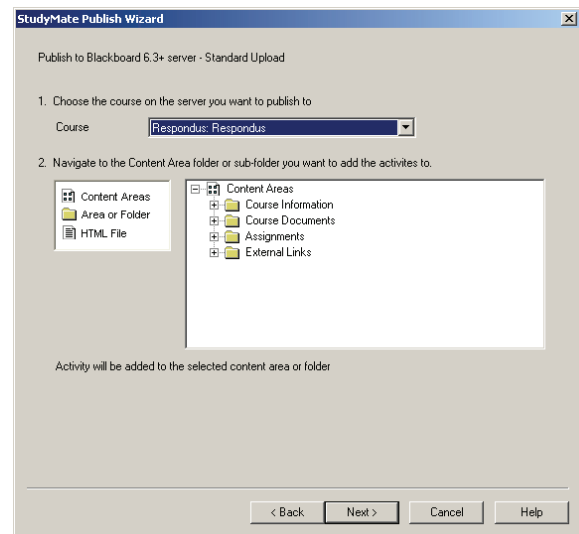 StudyMate Publish Wizard
Publish to Blackboard 6.3+ server - Standard Upload
1. Choose the course on the server you want to publish to
Course Respondus: Respondus
2. Navigate to the Content Area folder or sub-folder you want to add the activites to.
Content Areas
Area or Folder
HTML File
Content Areas
Course Information
Course Documents
Assignments
External Links
Activity will be added to the selected content area or folder
< Back Next > Cancel Help